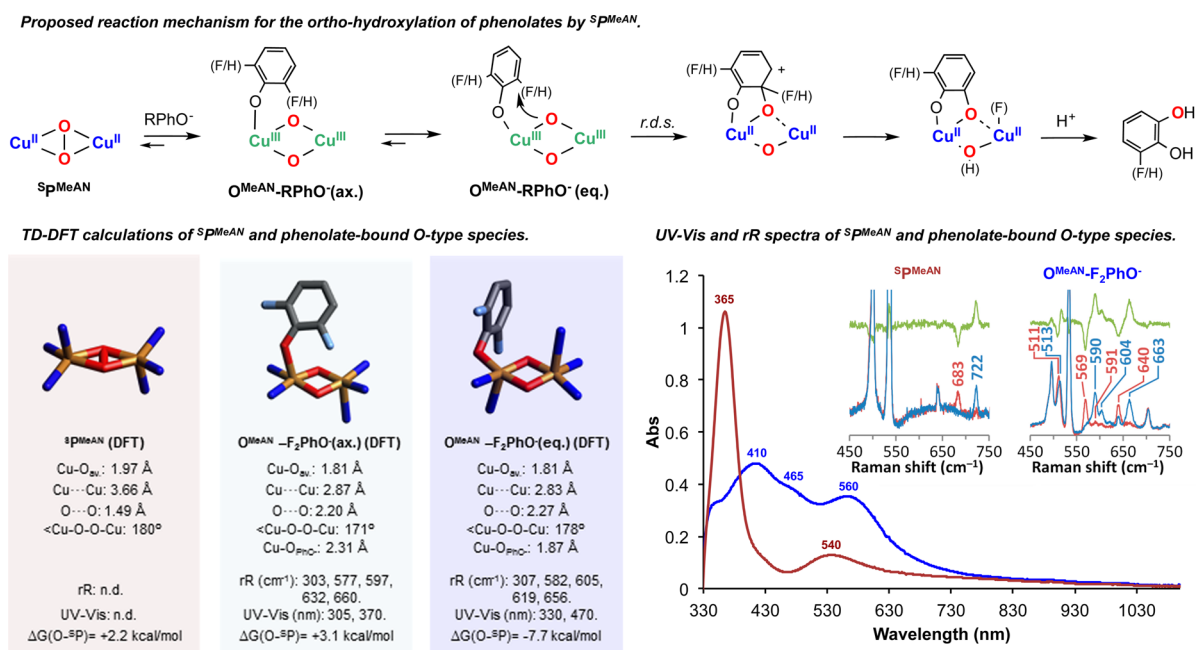 Proposed reaction mechanism for the ortho-hydroxylation of phenolates by SPMeAN.
(F/H)
(F/H)
(F/H)
+
(F/H)
(F/H)
(F/H)
(F/H)
(F)
O
O
O
O
O
O
O
O
OH
CuII
O
CuII
RPhO-
CuIII
O
CuIII
CuIII
O
CuIII
r.d.s.
CuII
CuII
CuII
CuII
H+
OH
O
O
O
O
O
(H)
(F/H)
SPMeAN
OMeAN-RPhO-(ax.)
OMeAN-RPhO-(eq.)
TD-DFT calculations of SPMeAN and phenolate-bound O-type species.
SPMeAN (DFT)
Cu-Oav.: 1.97 Å
Cu···Cu: 3.66 Å
O···O: 1.49 Å
<Cu-O-O-Cu: 180º
rR: n.d.
UV-Vis: n.d.
ΔG(O-SP)= +2.2 kcal/mol
OMeAN –F2PhO-(ax.) (DFT)
Cu-Oav.: 1.81 Å
Cu···Cu: 2.87 Å
O···O: 2.20 Å
<Cu-O-O-Cu: 171º
Cu-OPhO-: 2.31 Å
rR (cm–1): 303, 577, 597,
632, 660.
UV-Vis (nm): 305, 370.
ΔG(O-SP)= +3.1 kcal/mol
OMeAN –F2PhO-(eq.) (DFT)
Cu-Oav.: 1.81 Å
Cu···Cu: 2.83 Å
O···O: 2.27 Å
<Cu-O-O-Cu: 178º
Cu-OPhO-: 1.87 Å
rR (cm–1): 307, 582, 605,
619, 656.
UV-Vis (nm): 330, 470.
ΔG(O-SP)= -7.7 kcal/mol
UV-Vis and rR spectra of SPMeAN and phenolate-bound O-type species.
Abs
1.2
1
0.8
0.6
0.4
0.2
0
365
540
410
465
560
330 430 530 630 730 830 930 1030
Wavelength (nm)
SPMeAN
683
722
450 550 650 750
Raman shift (cm–1)
OMeAN-F2PhO-
511
513
569
590
591
604
640
663
450 550 650 750
Raman shift (cm–1)